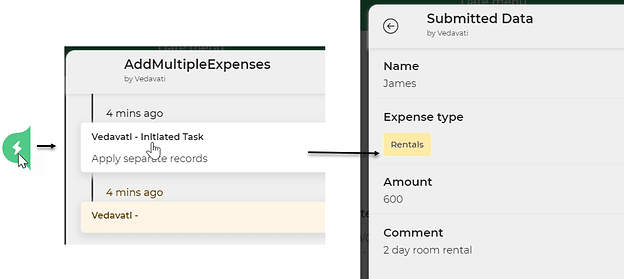 AddMultipleExpenses
by Vedavati
4 mins ago
Vedavati - Initiated Task
Apply separate records
4 mins ago
Vedavati -
Submitted Data
by Vedavati
Name
James
Expense type
Rentals
Amount
600
Comment
2 day room rental